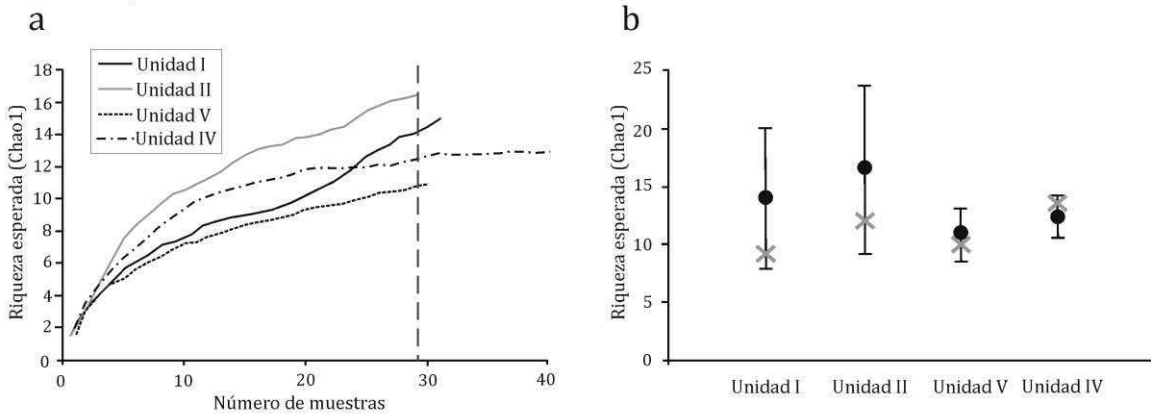 a
Unidad I
Unidad II
Unidad V
Unidad IV
Riqueza esperada (Chao1)
18
16
14
12
10
8
6
4
2
0
0
10
20
30
40
Número de muestras
b
Riqueza esperada (Chao1)
25
20
15
10
5
0
Unidad I
Unidad II
Unidad V
Unidad IV